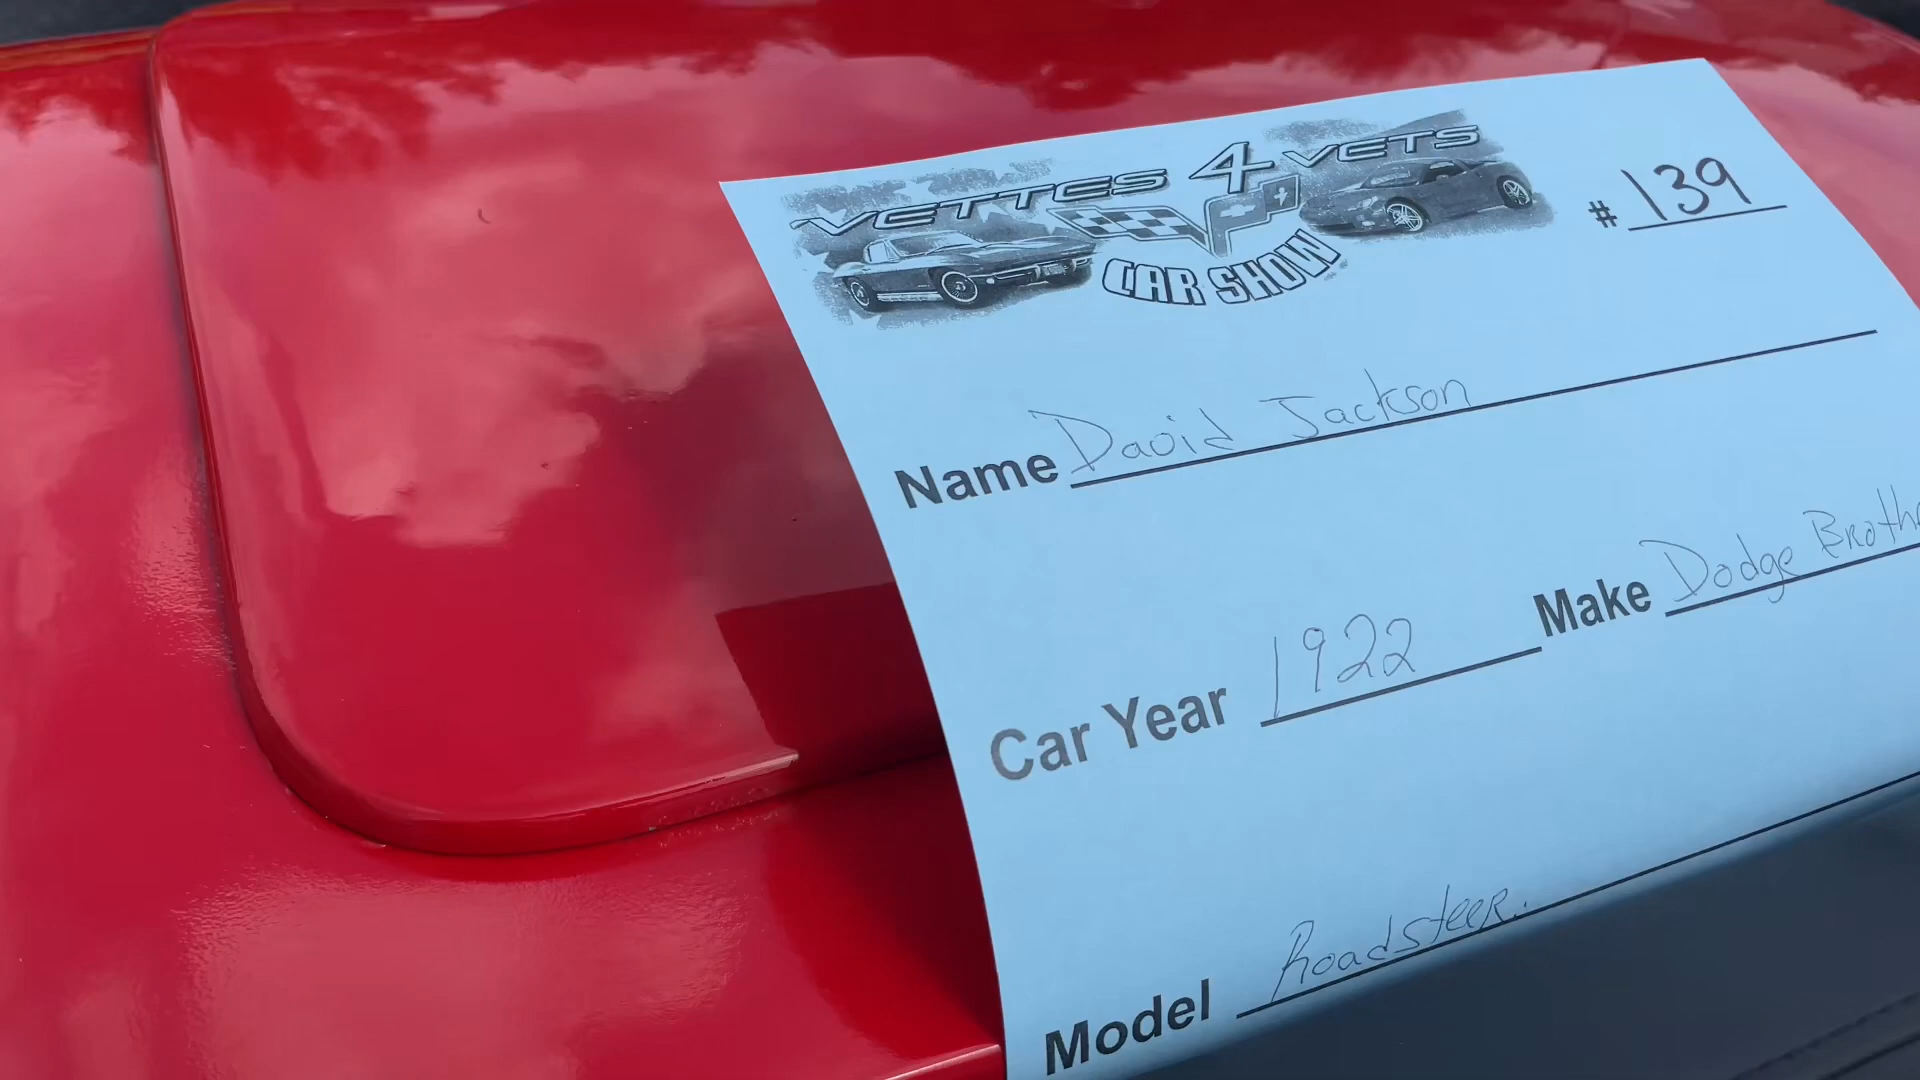 VETTES 4 VETS
CAR SHOW
# 139
Name David Jackson
Car Year 1922 Make Dodge
Model Roadsteer.